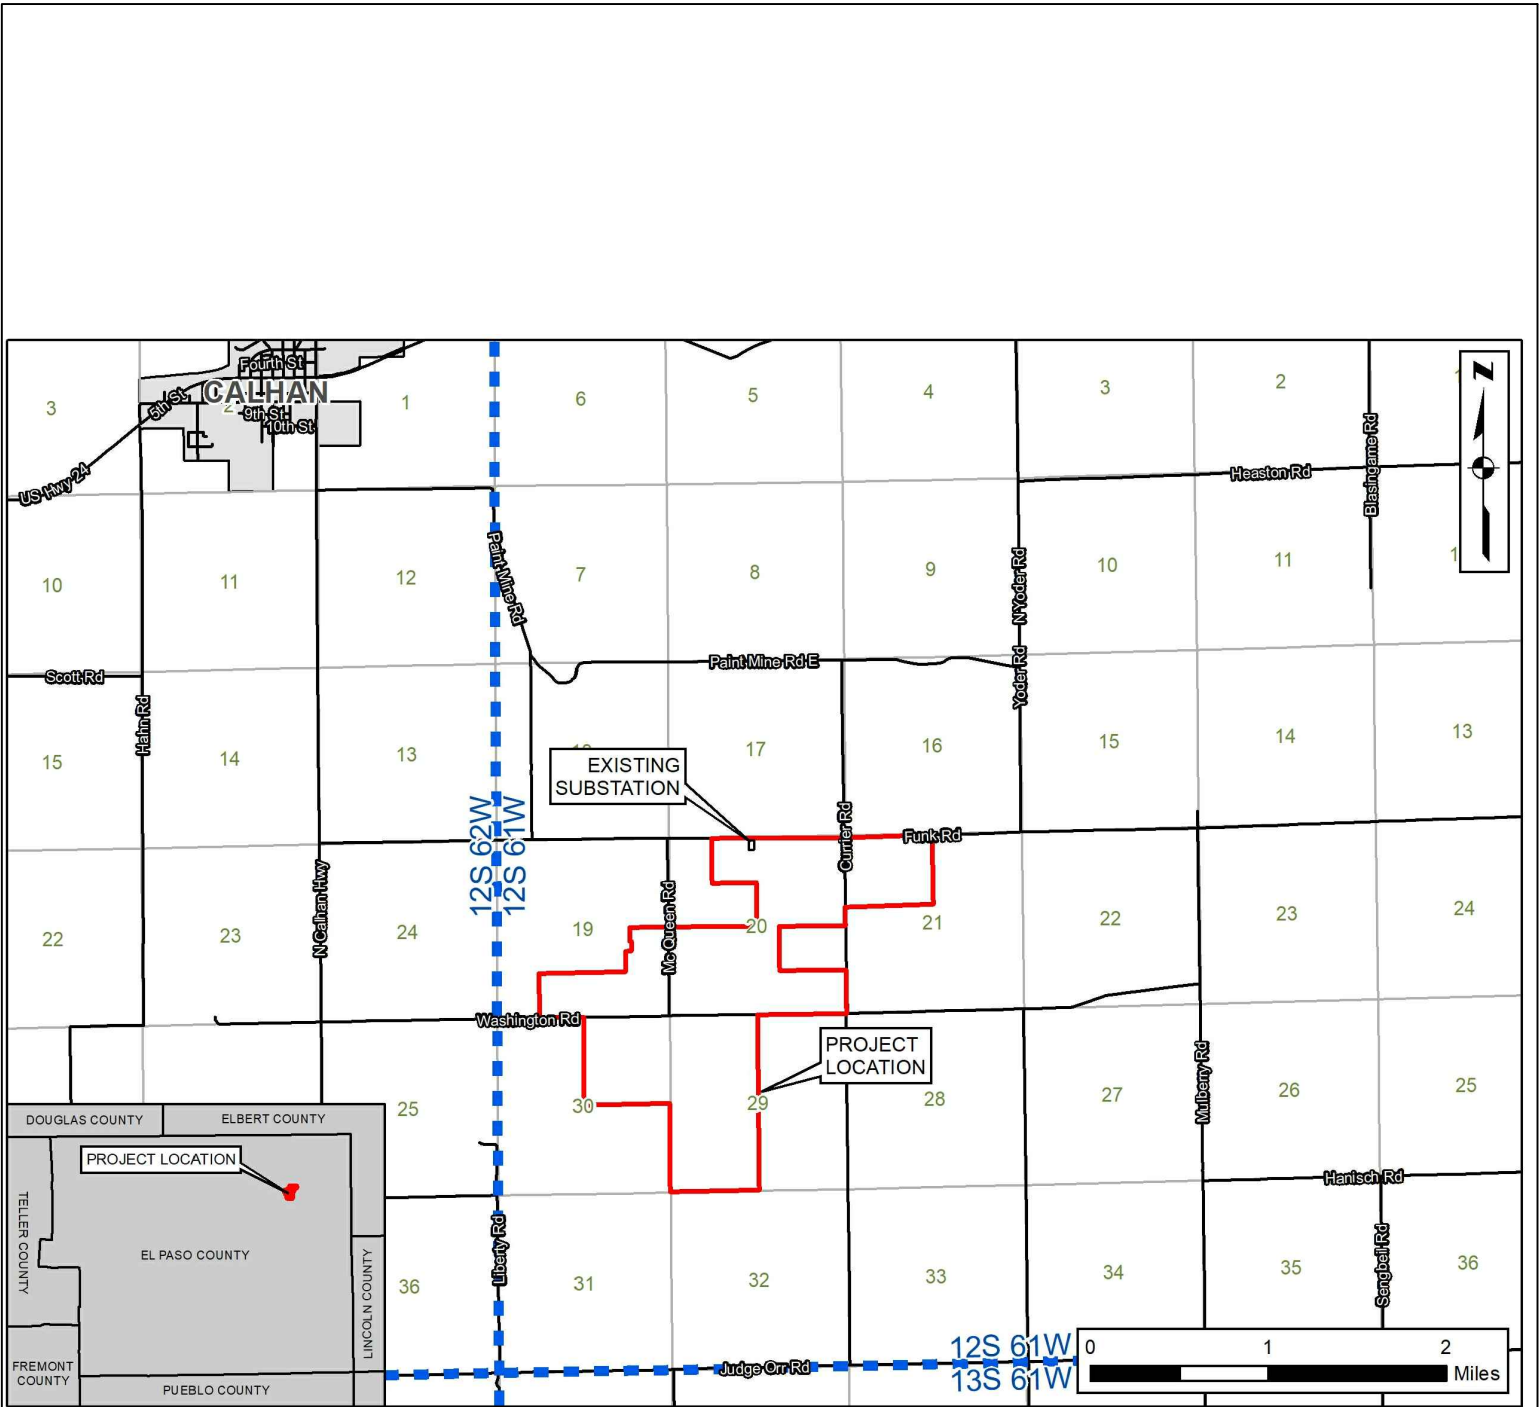 Fourth St
CALHAN
5th St
2
9th St
10th St
US Hwy 24
3
1
6
5
4
3
2
Z
Heaston Rd
Blasingame Rd
Paint Mine Rd
N Yoder Rd
10
11
12
7
8
9
10
11
Scott Rd
Hahn Rd
Paint Mine Rd E
Yoder Rd
15
14
13
17
16
15
14
13
EXISTING
SUBSTATION
12S 62W
12S 61W
Currier Rd
Funk Rd
N Calhan Hwy
Mc Queen Rd
22
23
24
19
20
21
22
23
24
Washington Rd
PROJECT
LOCATION
Mulberry Rd
25
30
29
28
27
26
25
Hanisch Rd
Liberty Rd
Sengbeil Rd
36
31
32
33
34
35
36
Judge Orr Rd
12S 61W
13S 61W
0 1 2
Miles
DOUGLAS COUNTY
ELBERT COUNTY
PROJECT LOCATION
TELLER COUNTY
EL PASO COUNTY
LINCOLN COUNTY
FREMONT
COUNTY
PUEBLO COUNTY